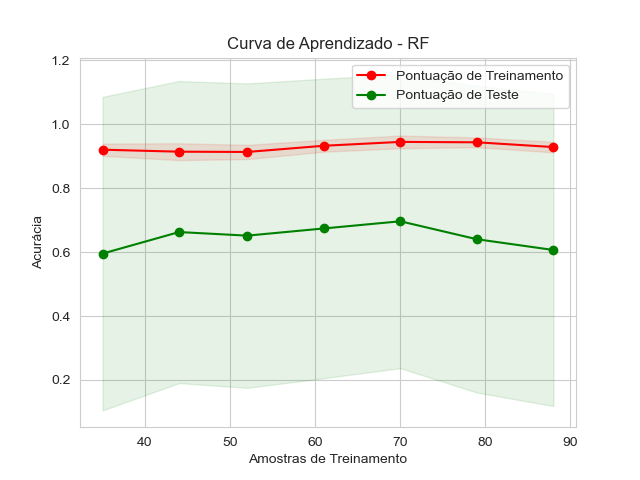 Curva de Aprendizado - RF
Pontuação de Treinamento
Pontuação de Teste
Acurácia
1.2
1.0
0.8
0.6
0.4
0.2
40 50 60 70 80 90
Amostras de Treinamento